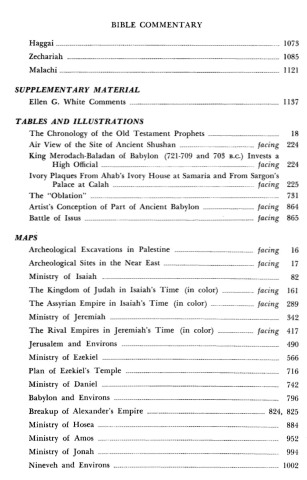 BIBLE COMMENTARY
Haggai 1073
Zechariah 1085
Malachi 1121
SUPPLEMENTARY MATERIAL
Ellen G. White Comments 1137
TABLES AND ILLUSTRATIONS
The Chronology of the Old Testament Prophets 18
Air View of the Site of Ancient Shushan facing 224
King Merodach-Baladan of Babylon (721-709 and 703 B.C.) Invests a
High Official facing 224
Ivory Plaques From Ahab's Ivory House at Samaria and From Sargon's
Palace at Calah facing 225
The "Oblation" 731
Artist's Conception of Part of Ancient Babylon facing 864
Battle of Issus facing 865
MAPS
Archeological Excavations in Palestine facing 16
Archeological Sites in the Near East facing 17
Ministry of Isaiah 82
The Kingdom of Judah in Isaiah's Time (in color) facing 161
The Assyrian Empire in Isaiah's Time (in color) facing 289
Ministry of Jeremiah 342
The Rival Empires in Jeremiah's Time (in color) facing 417
Jerusalem and Environs 490
Ministry of Ezekiel 566
Plan of Ezekiel's Temple 716
Ministry of Daniel 742
Babylon and Environs 796
Breakup of Alexander's Empire 824, 825
Ministry of Hosea 884
Ministry of Amos 952
Ministry of Jonah 994
Nineveh and Environs 1002